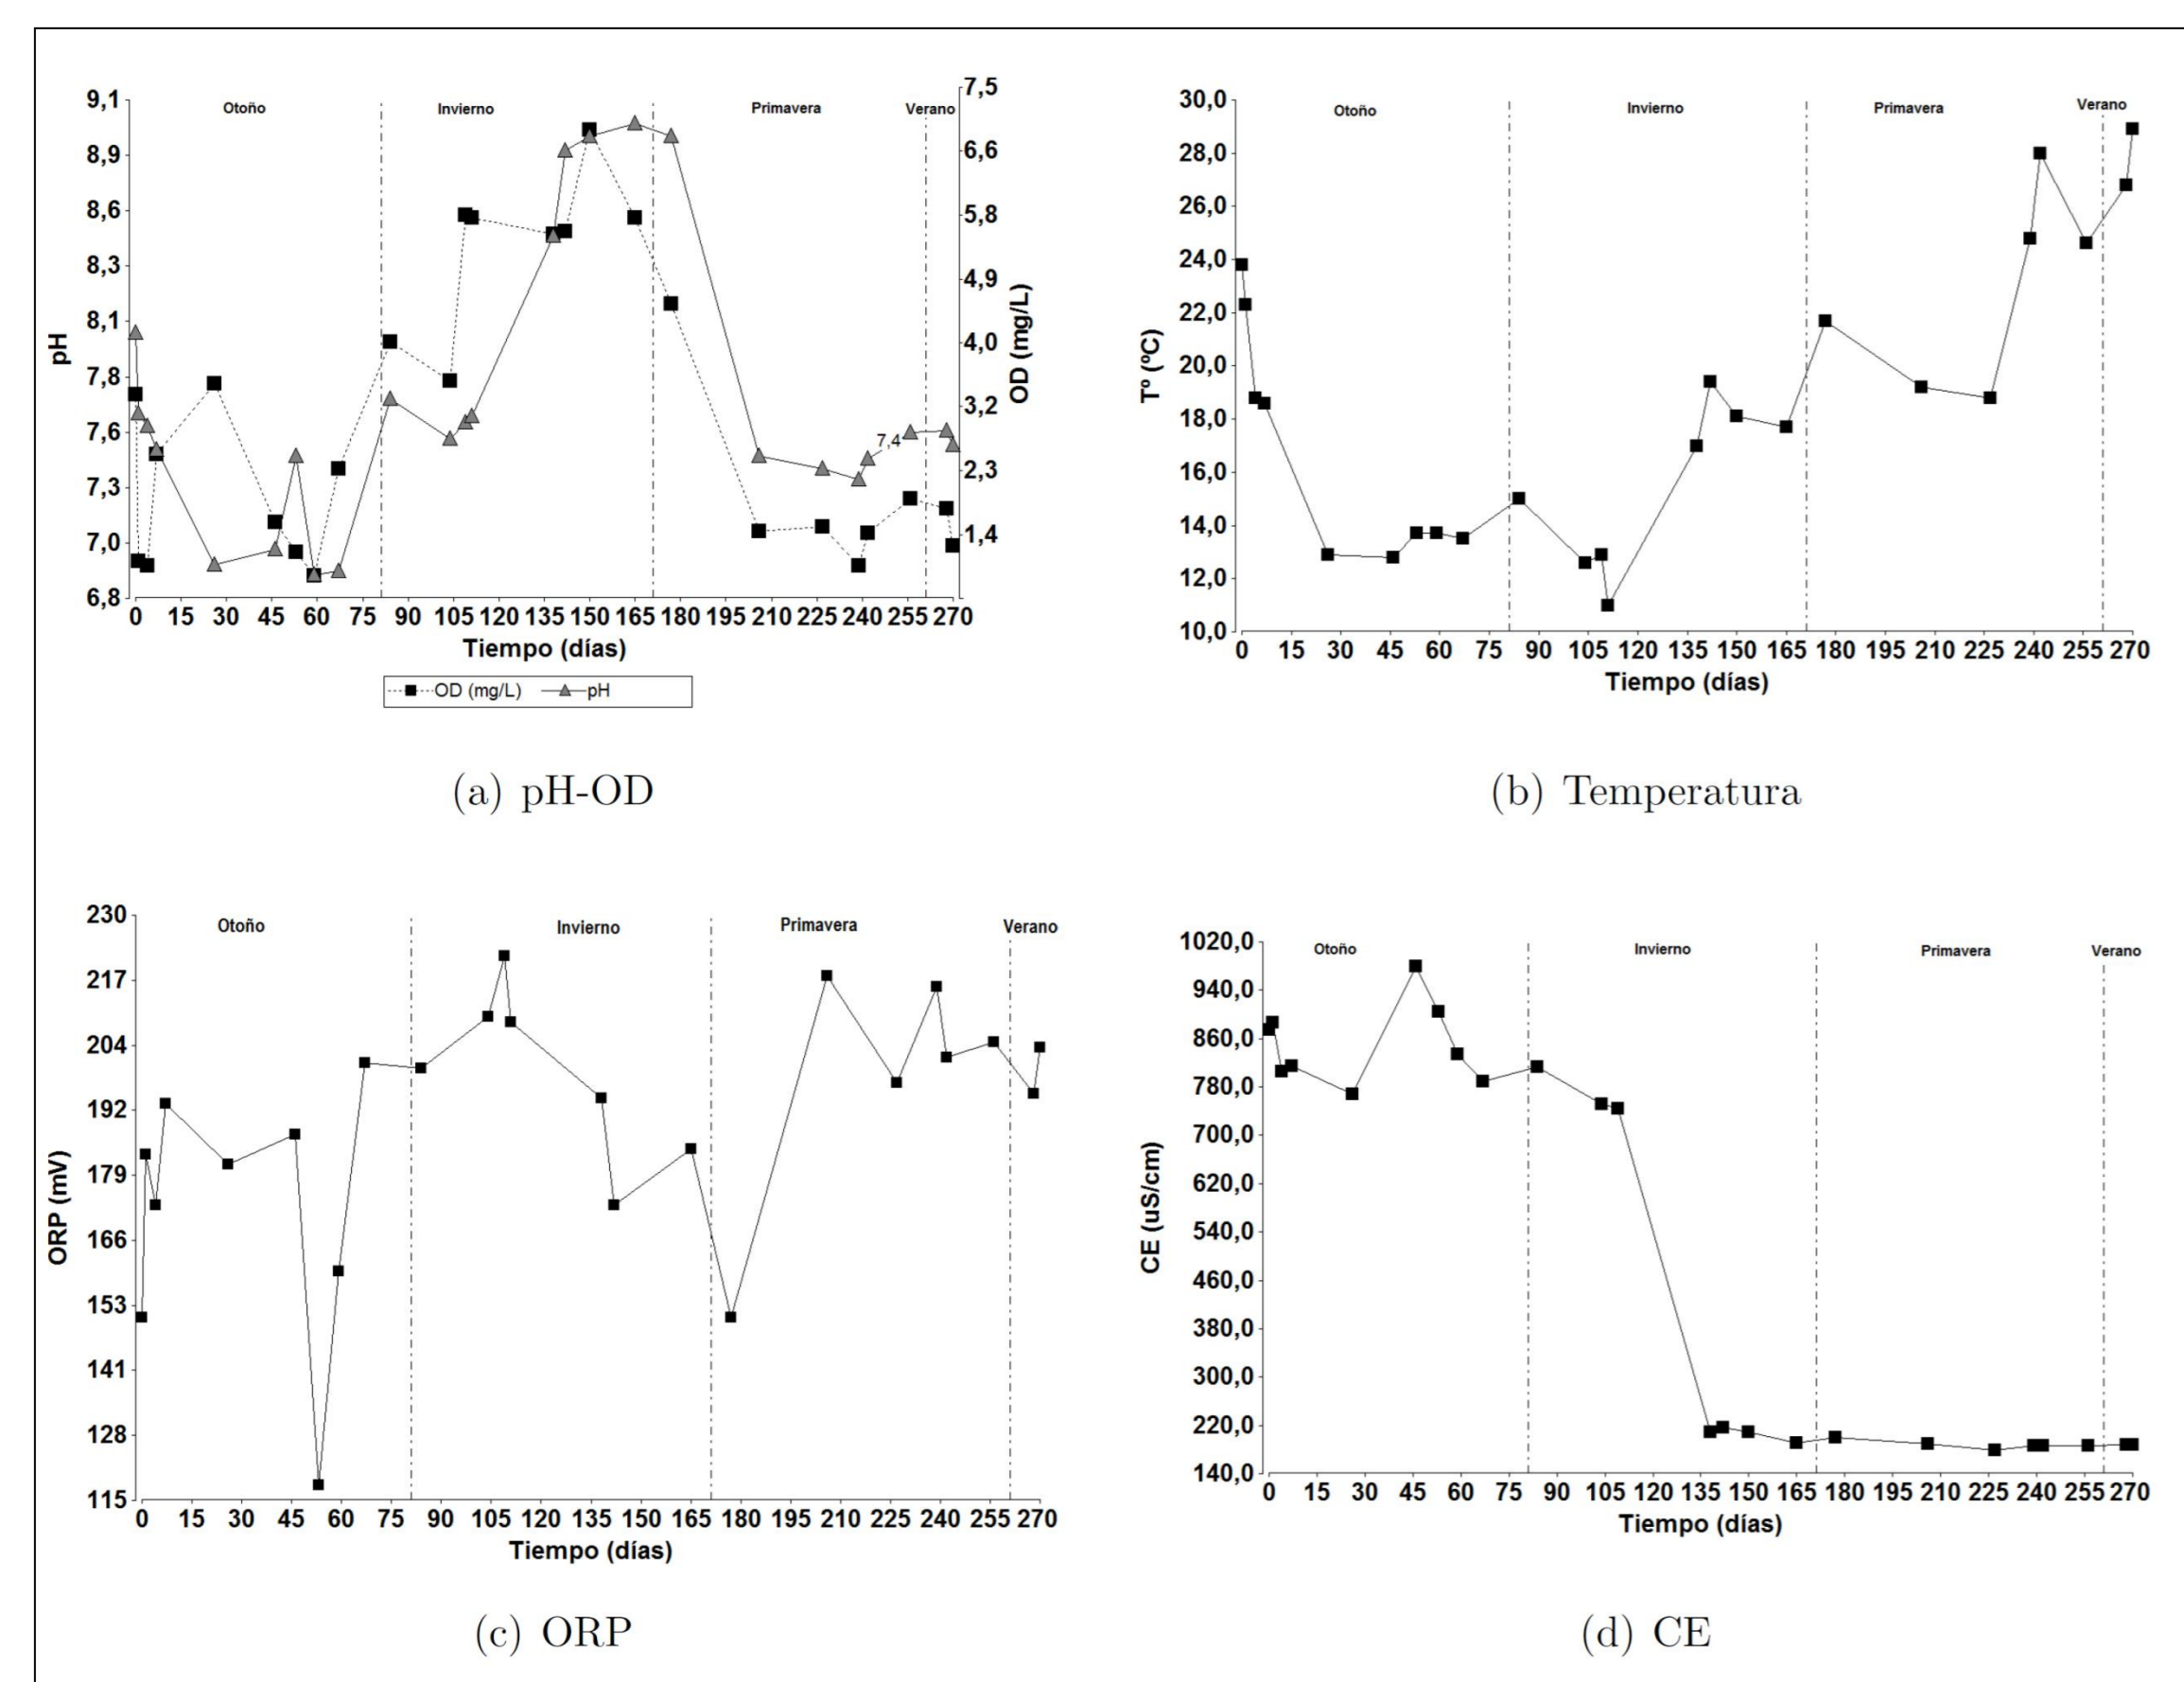 Otoño Invierno Primavera Verano
9,1
8,9
8,6
8,3
8,1
7,8
7,6
7,3
7,0
6,8
pH
7,5
6,6
5,8
4,9
4,0
3,2
2,3
1,4
OD (mg/L)
7,4
0 15 30 45 60 75 90 105 120 135 150 165 180 195 210 225 240 255 270
Tiempo (días)
OD (mg/L) pH
(a) pH-OD
Otoño Invierno Primavera Verano
30,0
28,0
26,0
24,0
22,0
20,0
18,0
16,0
14,0
12,0
10,0
Tº (ºC)
0 15 30 45 60 75 90 105 120 135 150 165 180 195 210 225 240 255 270
Tiempo (días)
(b) Temperatura
Otoño Invierno Primavera Verano
230
217
204
192
179
166
153
141
128
115
ORP (mV)
0 15 30 45 60 75 90 105 120 135 150 165 180 195 210 225 240 255 270
Tiempo (días)
(c) ORP
Otoño Invierno Primavera Verano
1020,0
940,0
860,0
780,0
700,0
620,0
540,0
460,0
380,0
300,0
220,0
140,0
CE (uS/cm)
0 15 30 45 60 75 90 105 120 135 150 165 180 195 210 225 240 255 270
Tiempo (días)
(d) CE